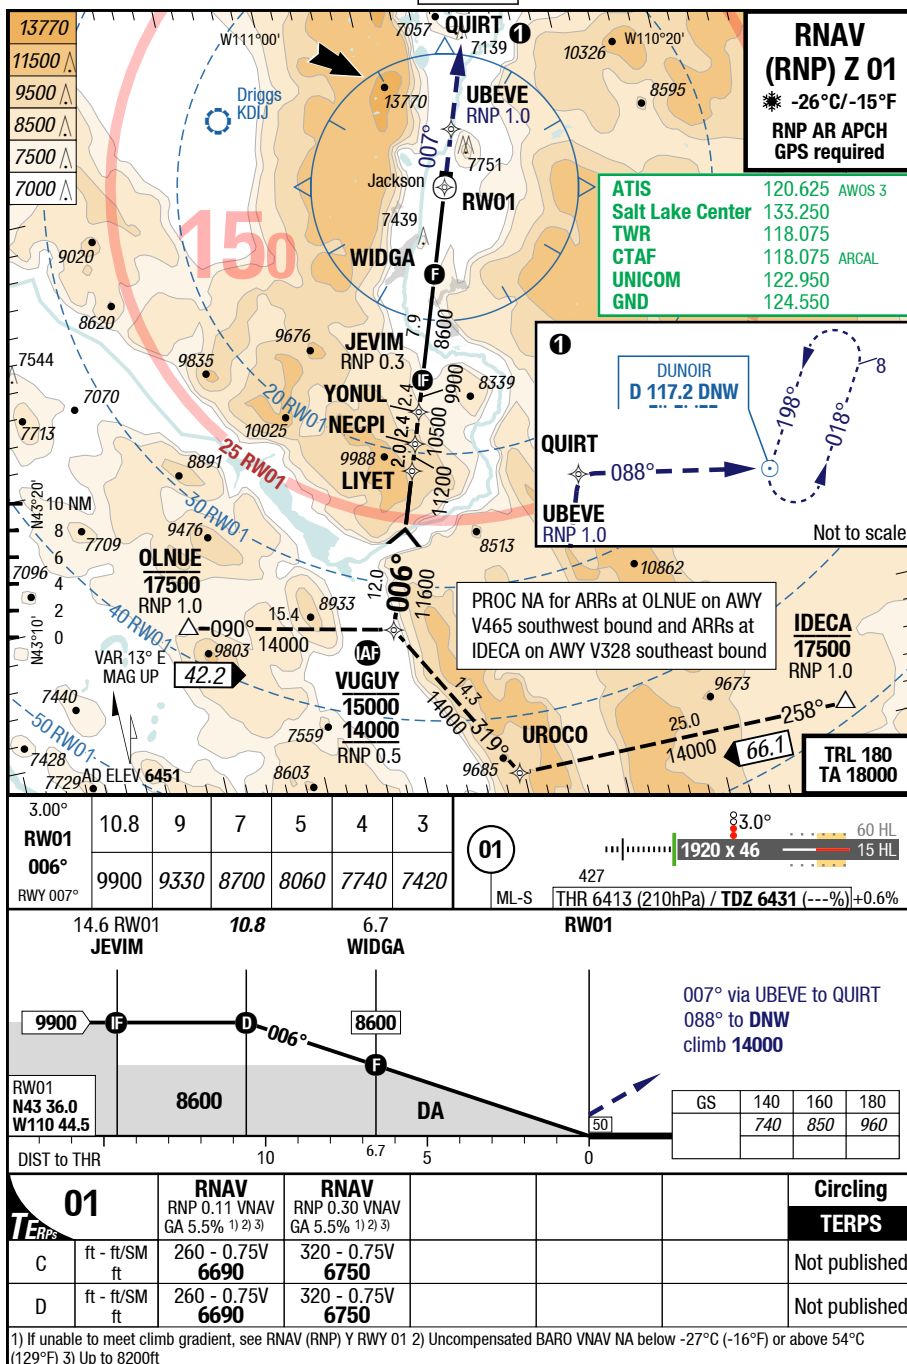 13770
11500
9500
8500
7500
7000
W111°00'
7057
QUIRT
1
7139
10326
W110°20'
RNAV
(RNP) Z 01
-26°C/-15°F
RNP AR APCH
GPS required
Driggs
KDIJ
13770
UBEVE
RNP 1.0
007°
8595
7751
Jackson
RW01
ATIS 120.625 AWOS 3
Salt Lake Center 133.250
TWR 118.075
CTAF 118.075 ARCAL
UNICOM 122.950
GND 124.550
150
7439
WIDGA
F
9020
8620
7.9
8600
9676
JEVIM
RNP 0.3
IF
7544
9835
7070
20 RW01
YONUL
2.4
9900
8339
7713
10025
NECPI
2.4
10500
25 RW01
8891
9988
2.0
LIYET
11200
1
DUNOIR
D 117.2 DNW
198°
018°
8
QUIRT
088°
UBEVE
RNP 1.0
Not to scale
N43°20'
10 NM
8
6
4
2
0
N43°10'
30 RW01
7709
9476
8513
7096
OLNUE
17500
RNP 1.0
12.0
006°
11600
10862
40 RW01
15.4
8933
090°
14000
9803
PROC NA for ARRs at OLNUE on AWY
V465 southwest bound and ARRs at
IDECA on AWY V328 southeast bound
IDECA
17500
RNP 1.0
VAR 13° E
MAG UP
42.2
IAF
VUGUY
15000
14000
RNP 0.5
14.3
14000
319°
9673
7440
50 RW01
7559
UROCO
25.0
258°
14000
66.1
7428
7729
AD ELEV 6451
8603
9685
TRL 180
TA 18000
3.00°
RW01
006°
RWY 007°
10.8 9 7 5 4 3
9900 9330 8700 8060 7740 7420
01
ML-S
3.0°
60 HL
1920 x 46
15 HL
427
THR 6413 (210hPa) / TDZ 6431 (---%) +0.6%
14.6 RW01 10.8 6.7 RW01
JEVIM WIDGA
9900
IF
D
006°
8600
F
007° via UBEVE to QUIRT
088° to DNW
climb 14000
RW01
N43 36.0
W110 44.5
8600
DA
50
GS 140 160 180
740 850 960
DIST to THR 10 6.7 5 0
TERPs
01
RNAV
RNP 0.11 VNAV
GA 5.5% 1) 2) 3)
RNAV
RNP 0.30 VNAV
GA 5.5% 1) 2) 3)
Circling
TERPS
C
ft - ft/SM
ft
260 - 0.75V
6690
320 - 0.75V
6750
Not published
D
ft - ft/SM
ft
260 - 0.75V
6690
320 - 0.75V
6750
Not published
1) If unable to meet climb gradient, see RNAV (RNP) Y RWY 01 2) Uncompensated BARO VNAV NA below -27°C (-16°F) or above 54°C
(129°F) 3) Up to 8200ft